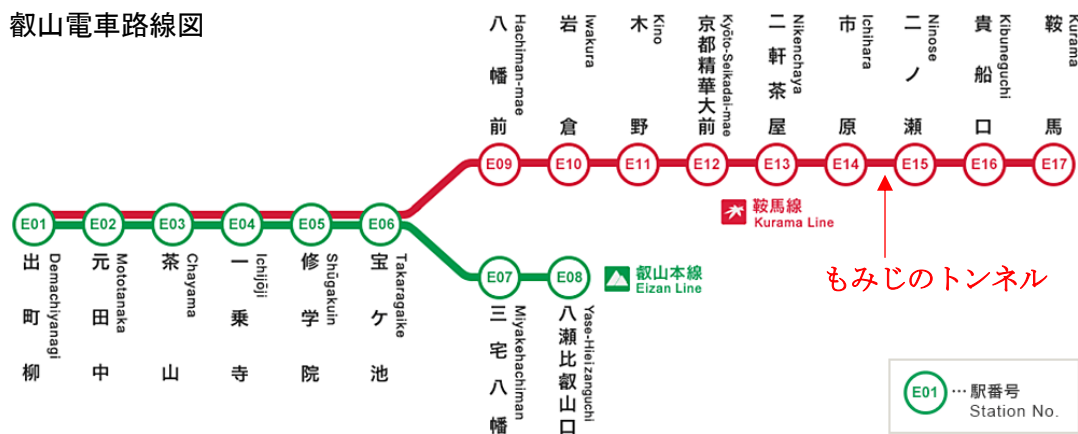 叡山電車路線図
八幡前
Hachiman-mae
岩倉
Iwakura
木野
Kino
京都精華大前
Kyōto-Seikadai-mae
二軒茶屋
Nikenchaya
市原
Ichihara
二ノ瀬
Ninose
貴船口
Kibuneguchi
鞍馬
Kurama
E09
E10
E11
E12
E13
E14
E15
E16
E17
鞍馬線
Kurama Line
E01
E02
E03
E04
E05
E06
出町柳
Demachiyanagi
元田中
Mototanaka
茶山
Chayama
一乗寺
Ichijōji
修学院
Shūgakuin
宝ケ池
Takaragaike
E07
E08
叡山本線
Eizan Line
もみじのトンネル
三宅八幡
Miyakehachiman
八瀬比叡山口
Yase-Hieizanguchi
E01 …駅番号
Station No.